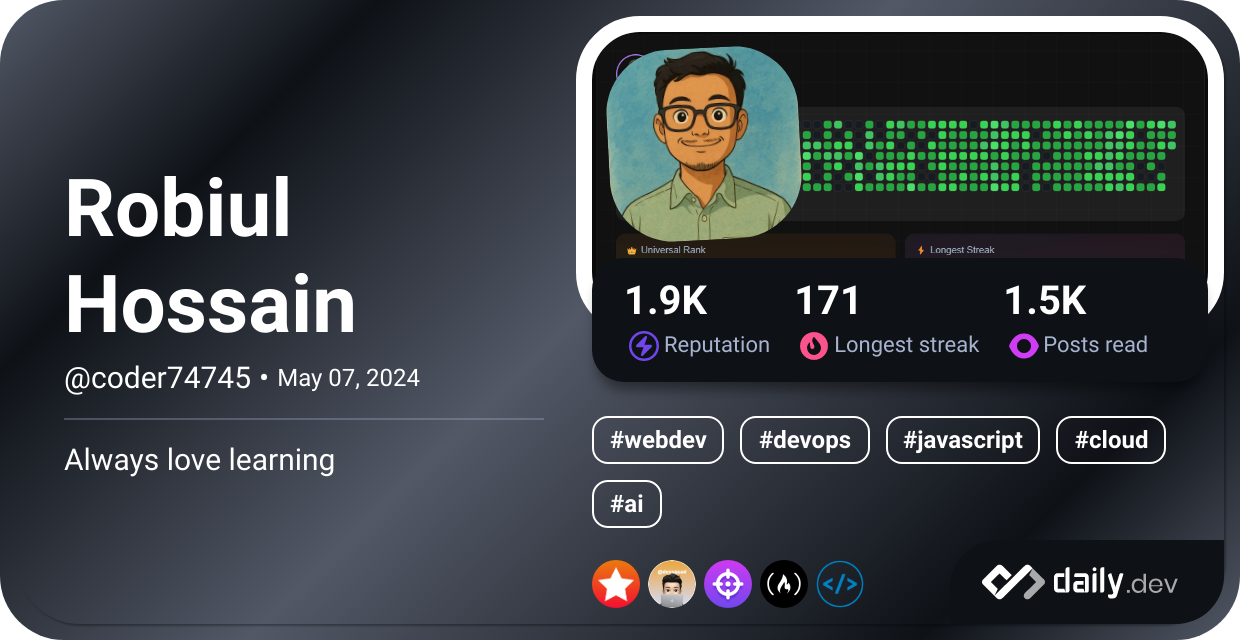 Robiul
Hossain
@coder74745 • May 07, 2024
Always love learning
Universal Rank
Longest Streak
1.9K
171
1.5K
Reputation
Longest streak
Posts read
#webdev
#devops
#javascript
#cloud
#ai
</>
daily.dev